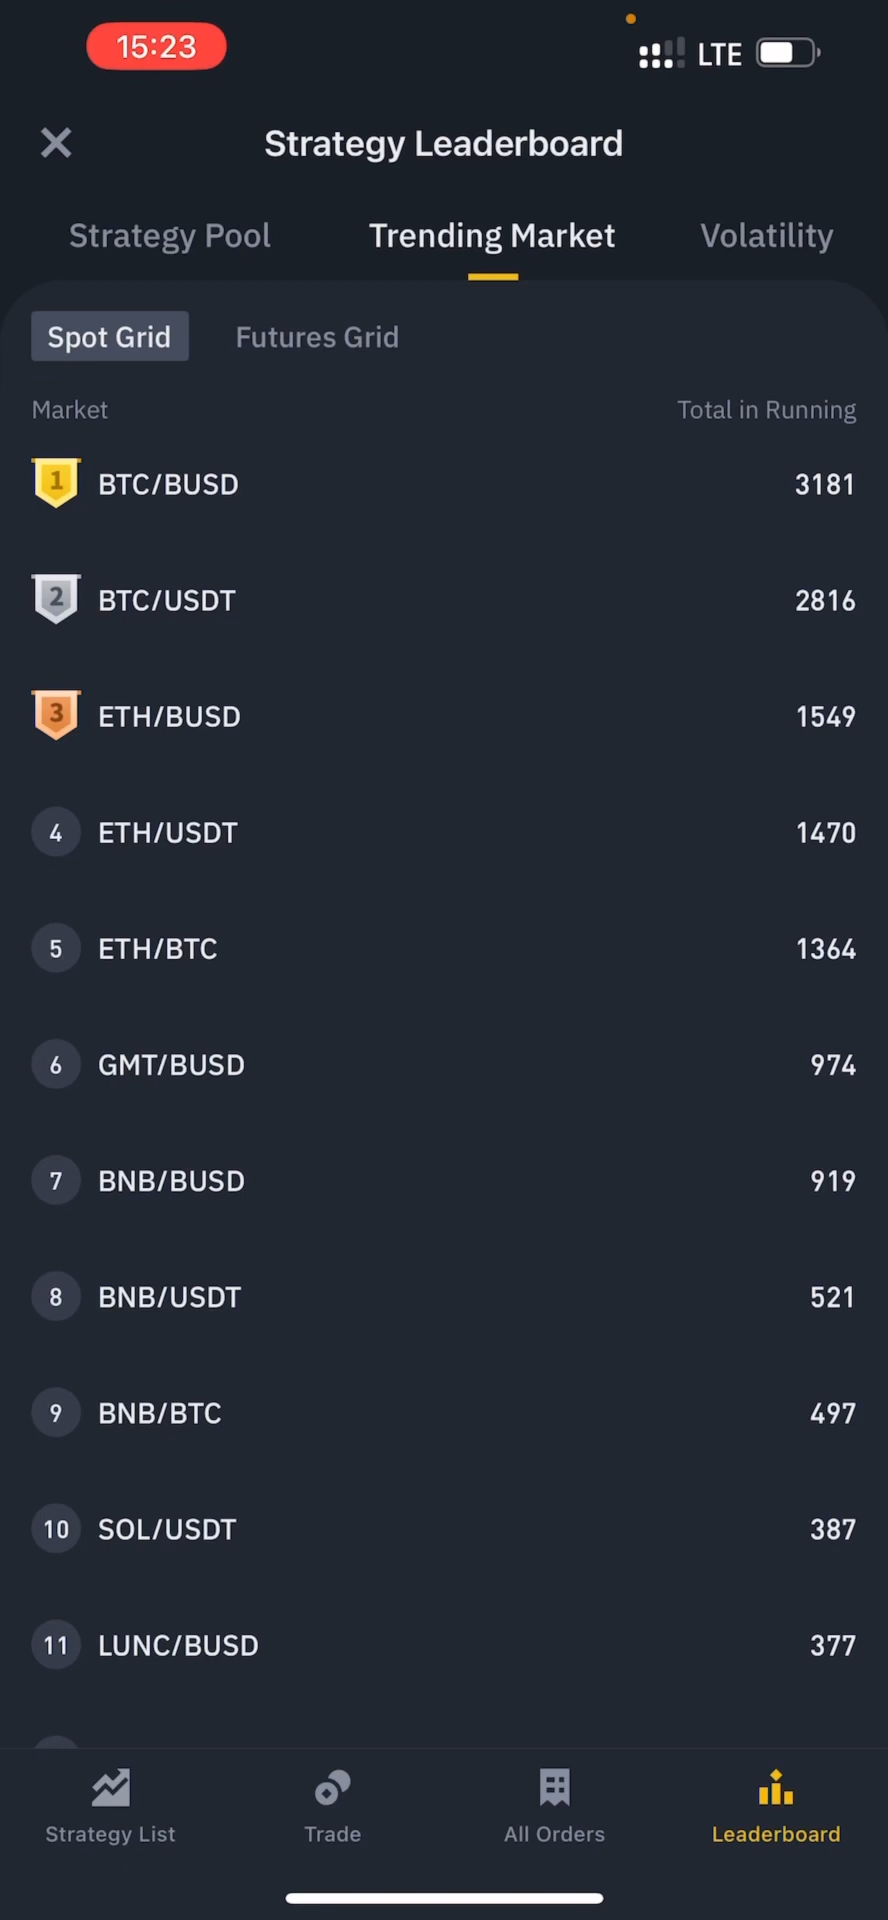 15:23
LTE
Strategy Leaderboard
Strategy Pool Trending Market Volatility
Spot Grid Futures Grid
Market Total in Running
1 BTC/BUSD 3181
2 BTC/USDT 2816
3 ETH/BUSD 1549
4 ETH/USDT 1470
5 ETH/BTC 1364
6 GMT/BUSD 974
7 BNB/BUSD 919
8 BNB/USDT 521
9 BNB/BTC 497
10 SOL/USDT 387
11 LUNC/BUSD 377
Strategy List Trade All Orders Leaderboard